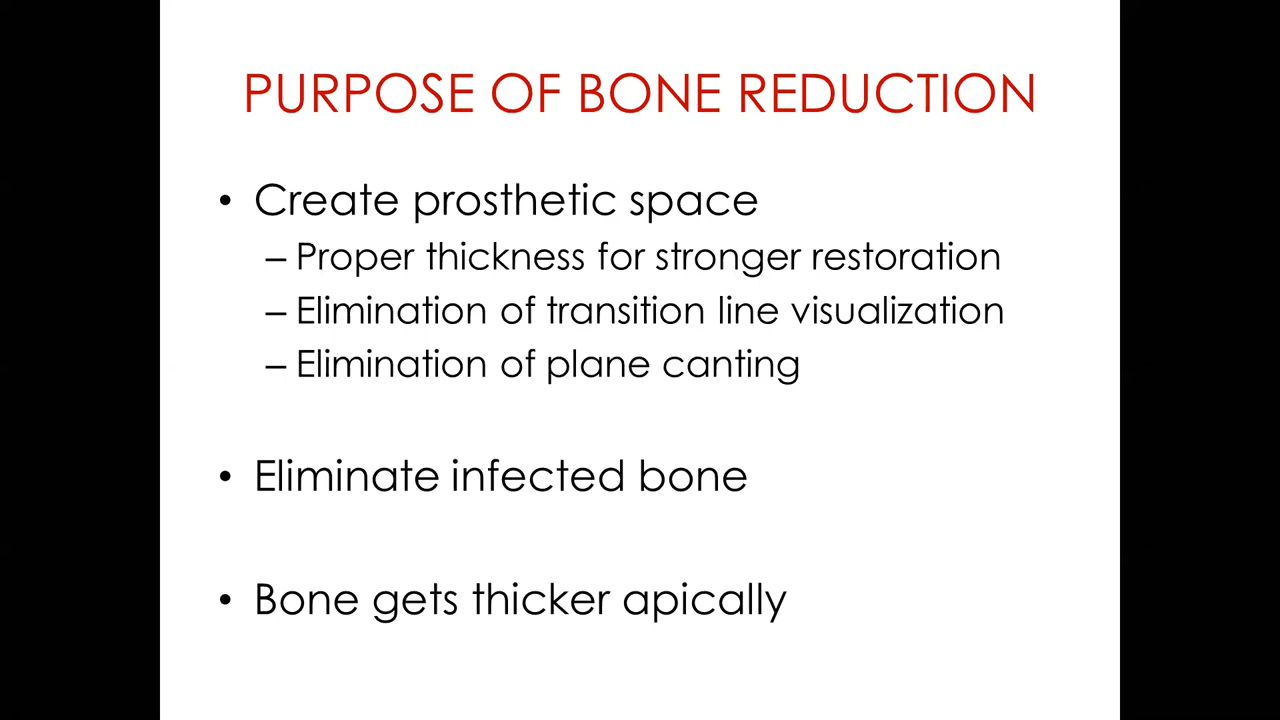 PURPOSE OF BONE REDUCTION
• Create prosthetic space
– Proper thickness for stronger restoration
– Elimination of transition line visualization
– Elimination of plane canting
• Eliminate infected bone
• Bone gets thicker apically